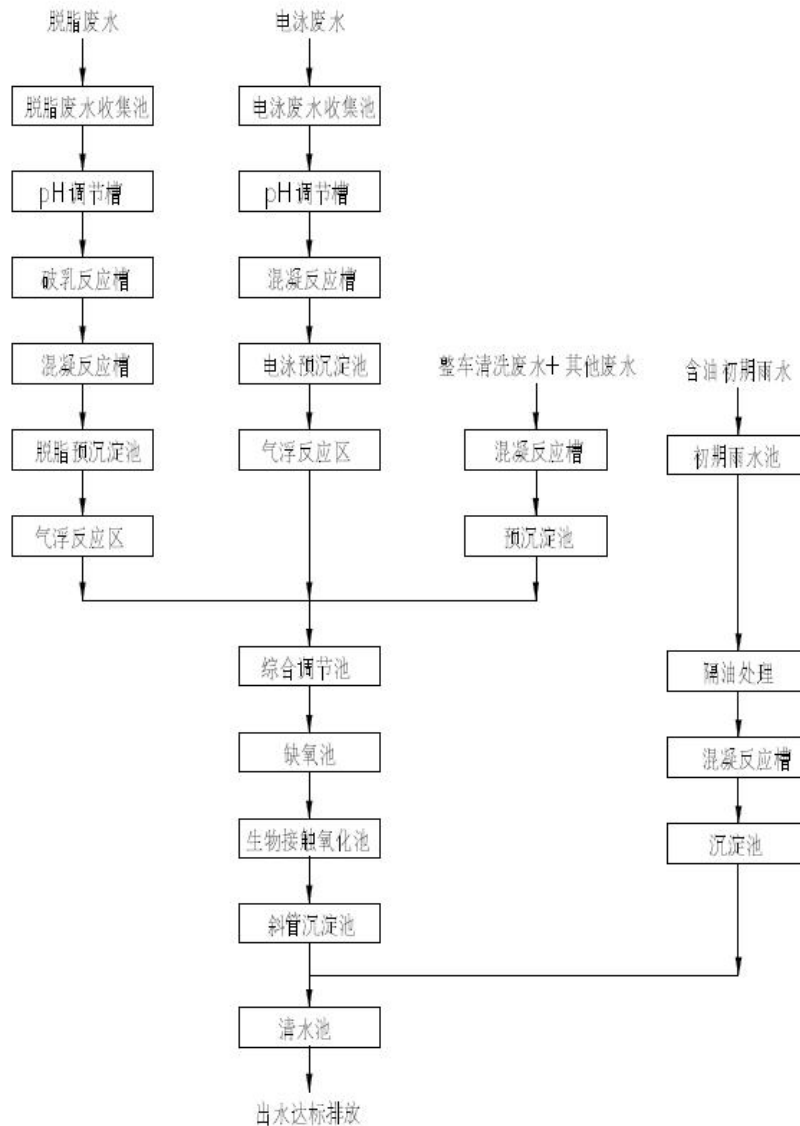 脱脂废水
电泳废水
脱脂废水收集池
电泳废水收集池
pH调节槽
pH调节槽
破乳反应槽
混凝反应槽
混凝反应槽
电泳预沉淀池
整车清洗废水+其他废水
含油初期雨水
脱脂预沉淀池
气浮反应区
混凝反应槽
初期雨水池
气浮反应区
预沉淀池
综合调节池
隔油处理
缺氧池
混凝反应槽
生物接触氧化池
沉淀池
斜管沉淀池
清水池
出水达标排放